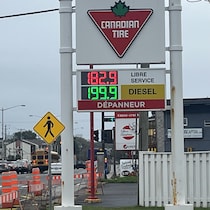 CANADIAN
TIRE
182.9 LIBRE
SERVICE
199.9 DIESEL
DÉPANNEUR